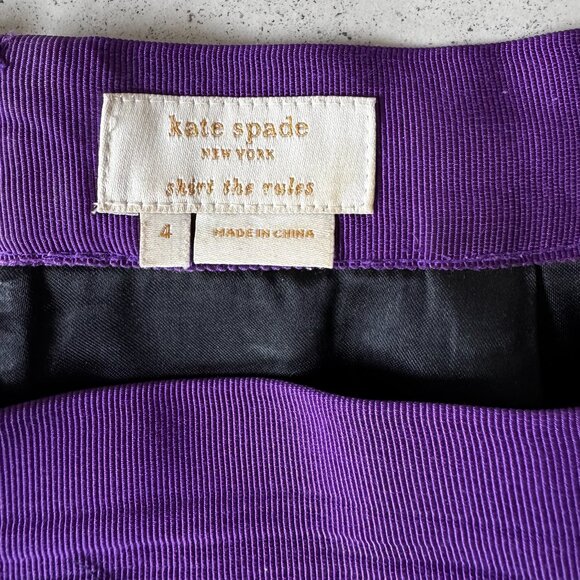 kate spade
NEW YORK
skirt the rules
4
MADE IN CHINA